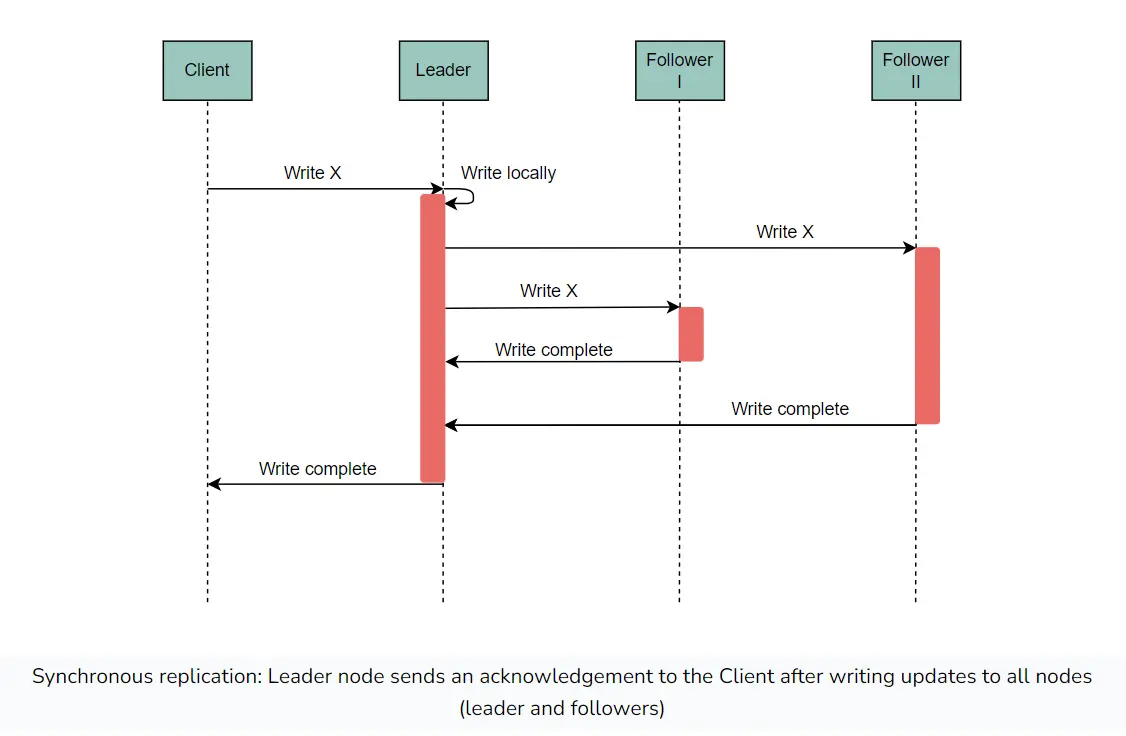 Client
Leader
Follower
I
Follower
II
Write X
Write locally
Write X
Write X
Write complete
Write complete
Write complete
Synchronous replication: Leader node sends an acknowledgement to the Client after writing updates to all nodes
(leader and followers)